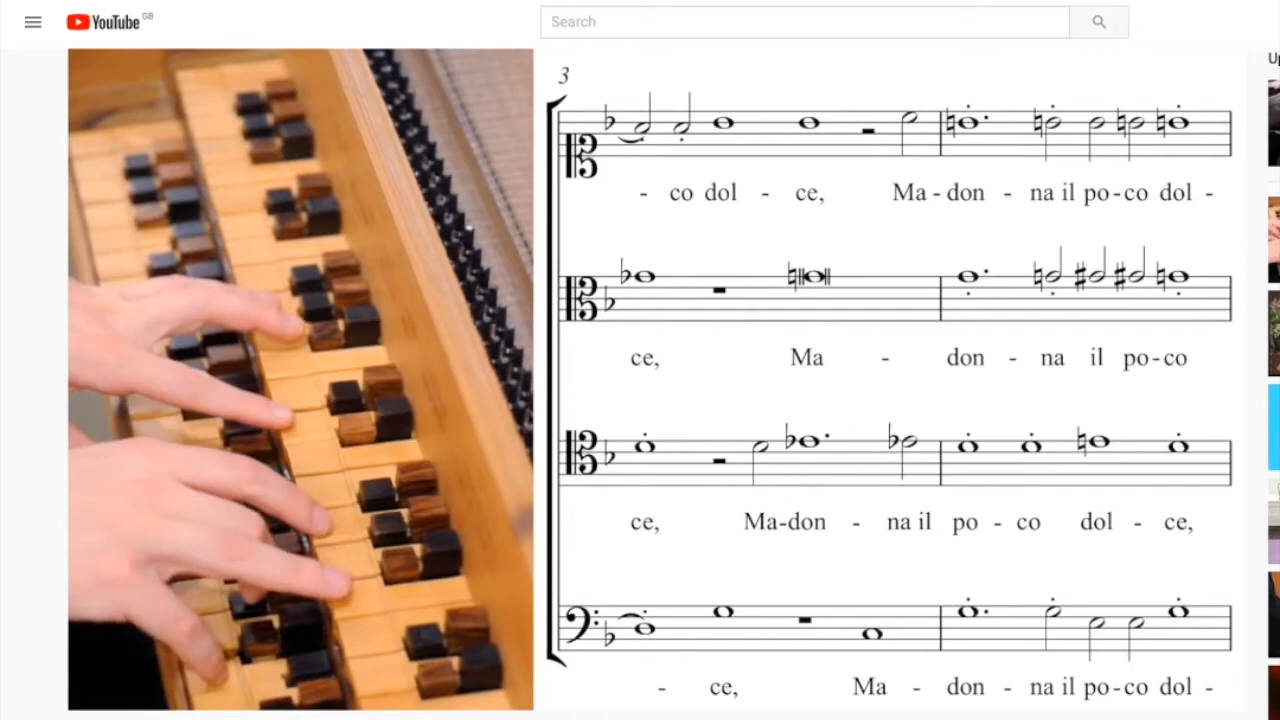 YouTube GB
Search
Up
3
- co dol - ce, Ma - don - na il po - co dol -
ce, Ma - don - na il po - co
ce, Ma - don - na il po - co dol - ce,
- ce, Ma - don - na il po - co dol -